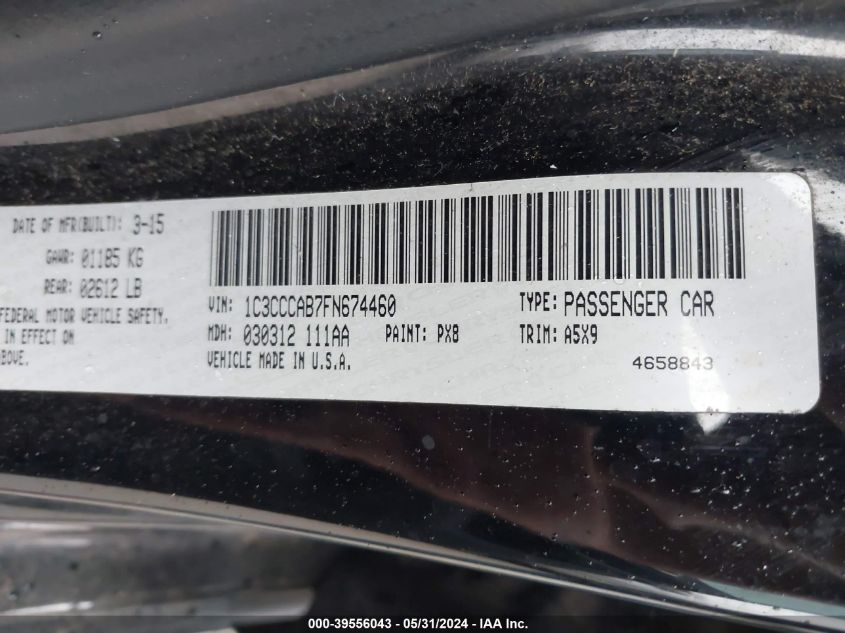 DATE OF MFR(BUILT): 3-15
GAWR: 01185 KG
REAR: 02612 LB
FEDERAL MOTOR VEHICLE SAFETY.
IN EFFECT ON
ABOVE.
VIN: 1C3CCCAB7FN674460 TYPE: PASSENGER CAR
MDH: 030312 111AA PAINT: PX8 TRIM: A5X9
VEHICLE MADE IN U.S.A. 4658843
000-39556043 - 05/31/2024 - IAA Inc.